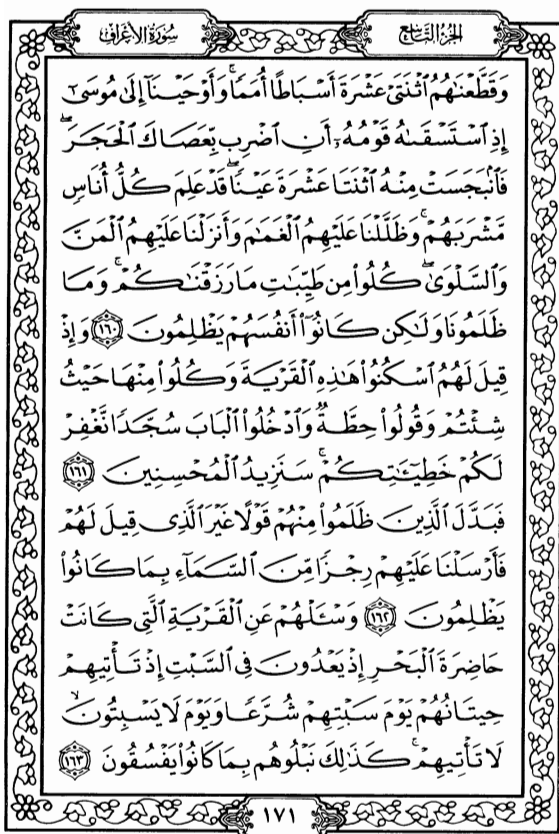 الجزء التاسع
سورة الأعراف
وَقَطَّعْنَٰهُمُ ٱثْنَتَىْ عَشْرَةَ أَسْبَاطًا أُمَمًا ۚ وَأَوْحَيْنَآ إِلَىٰ مُوسَىٰٓ
إِذِ ٱسْتَسْقَىٰهُ قَوْمُهُۥٓ أَنِ ٱضْرِب بِّعَصَاكَ ٱلْحَجَرَ ۖ
فَٱنۢبَجَسَتْ مِنْهُ ٱثْنَتَا عَشْرَةَ عَيْنًا ۖ قَدْ عَلِمَ كُلُّ أُنَاسٍ
مَّشْرَبَهُمْ ۚ وَظَلَّلْنَا عَلَيْهِمُ ٱلْغَمَٰمَ وَأَنزَلْنَا عَلَيْهِمُ ٱلْمَنَّ
وَٱلسَّلْوَىٰ ۖ كُلُوا۟ مِن طَيِّبَٰتِ مَا رَزَقْنَٰكُمْ ۚ وَمَا
ظَلَمُونَا وَلَٰكِن كَانُوٓا۟ أَنفُسَهُمْ يَظْلِمُونَ ١٦٠ وَإِذْ
قِيلَ لَهُمُ ٱسْكُنُوا۟ هَٰذِهِ ٱلْقَرْيَةَ وَكُلُوا۟ مِنْهَا حَيْثُ
شِئْتُمْ وَقُولُوا۟ حِطَّةٌ وَٱدْخُلُوا۟ ٱلْبَابَ سُجَّدًا نَّغْفِرْ
لَكُمْ خَطِيٓـَٰٔتِكُمْ ۚ سَنَزِيدُ ٱلْمُحْسِنِينَ ١٦١
فَبَدَّلَ ٱلَّذِينَ ظَلَمُوا۟ مِنْهُمْ قَوْلًا غَيْرَ ٱلَّذِى قِيلَ لَهُمْ
فَأَرْسَلْنَا عَلَيْهِمْ رِجْزًا مِّنَ ٱلسَّمَآءِ بِمَا كَانُوا۟
يَظْلِمُونَ ١٦٢ وَسْـَٔلْهُمْ عَنِ ٱلْقَرْيَةِ ٱلَّتِى كَانَتْ
حَاضِرَةَ ٱلْبَحْرِ إِذْ يَعْدُونَ فِى ٱلسَّبْتِ إِذْ تَأْتِيهِمْ
حِيتَانُهُمْ يَوْمَ سَبْتِهِمْ شُرَّعًا وَيَوْمَ لَا يَسْبِتُونَ ۙ
لَا تَأْتِيهِمْ ۚ كَذَٰلِكَ نَبْلُوهُم بِمَا كَانُوا۟ يَفْسُقُونَ ١٦٣
١٧١